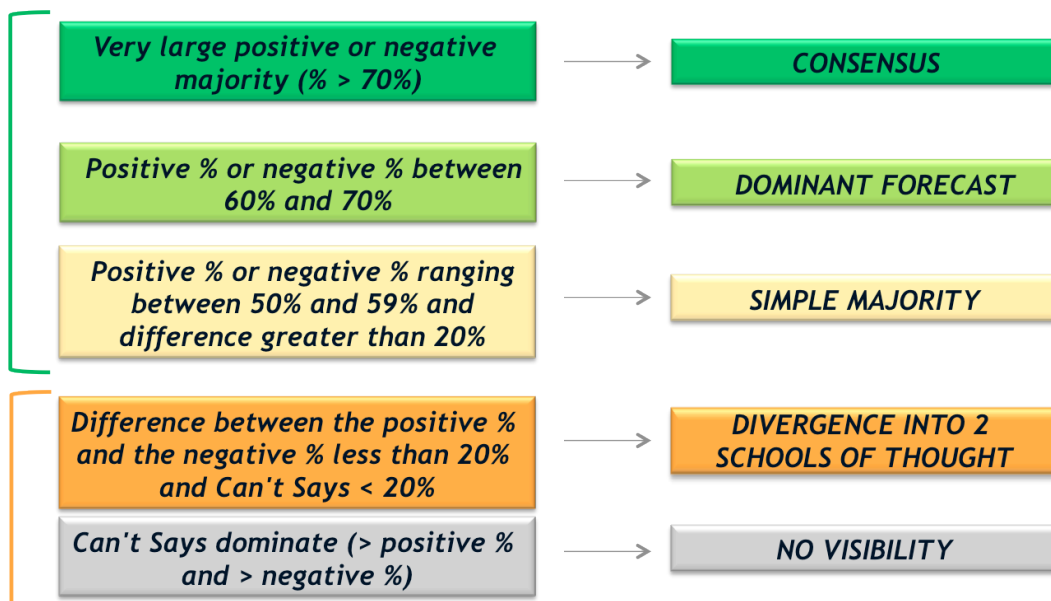 Very large positive or negative
majority (% > 70%)
CONSENSUS
Positive % or negative % between
60% and 70%
DOMINANT FORECAST
Positive % or negative % ranging
between 50% and 59% and
difference greater than 20%
SIMPLE MAJORITY
Difference between the positive %
and the negative % less than 20%
and Can't Says < 20%
DIVERGENCE INTO 2
SCHOOLS OF THOUGHT
Can't Says dominate (> positive %
and > negative %)
NO VISIBILITY